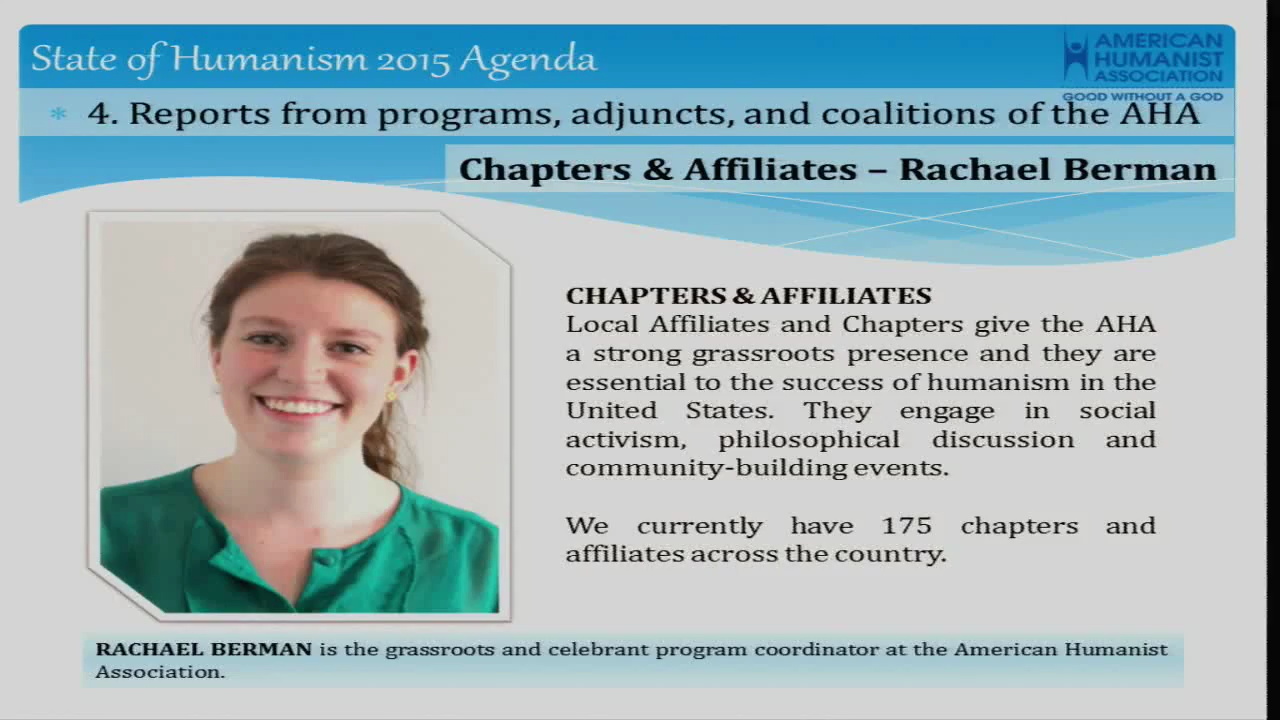 State of Humanism 2015 Agenda
AMERICAN
HUMANIST
ASSOCIATION
GOOD WITHOUT A GOD
* 4. Reports from programs, adjuncts, and coalitions of the AHA
Chapters & Affiliates – Rachael Berman
CHAPTERS & AFFILIATES
Local Affiliates and Chapters give the AHA
a strong grassroots presence and they are
essential to the success of humanism in the
United States. They engage in social
activism, philosophical discussion and
community-building events.
We currently have 175 chapters and
affiliates across the country.
RACHAEL BERMAN is the grassroots and celebrant program coordinator at the American Humanist
Association.